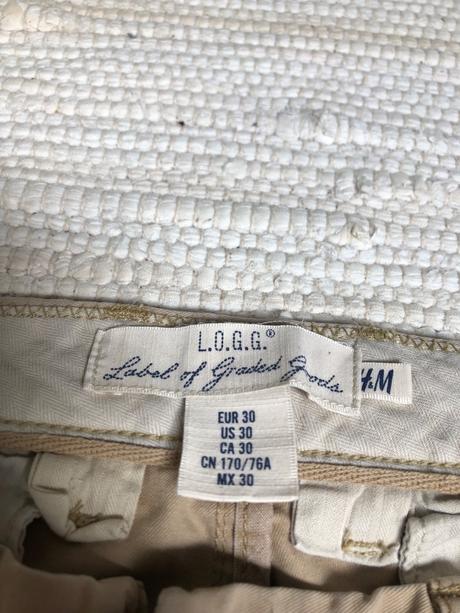 L.O.G.G.®
Label of Graded Goods
H&M
EUR 30
US 30
CA 30
CN 170/76A
MX 30